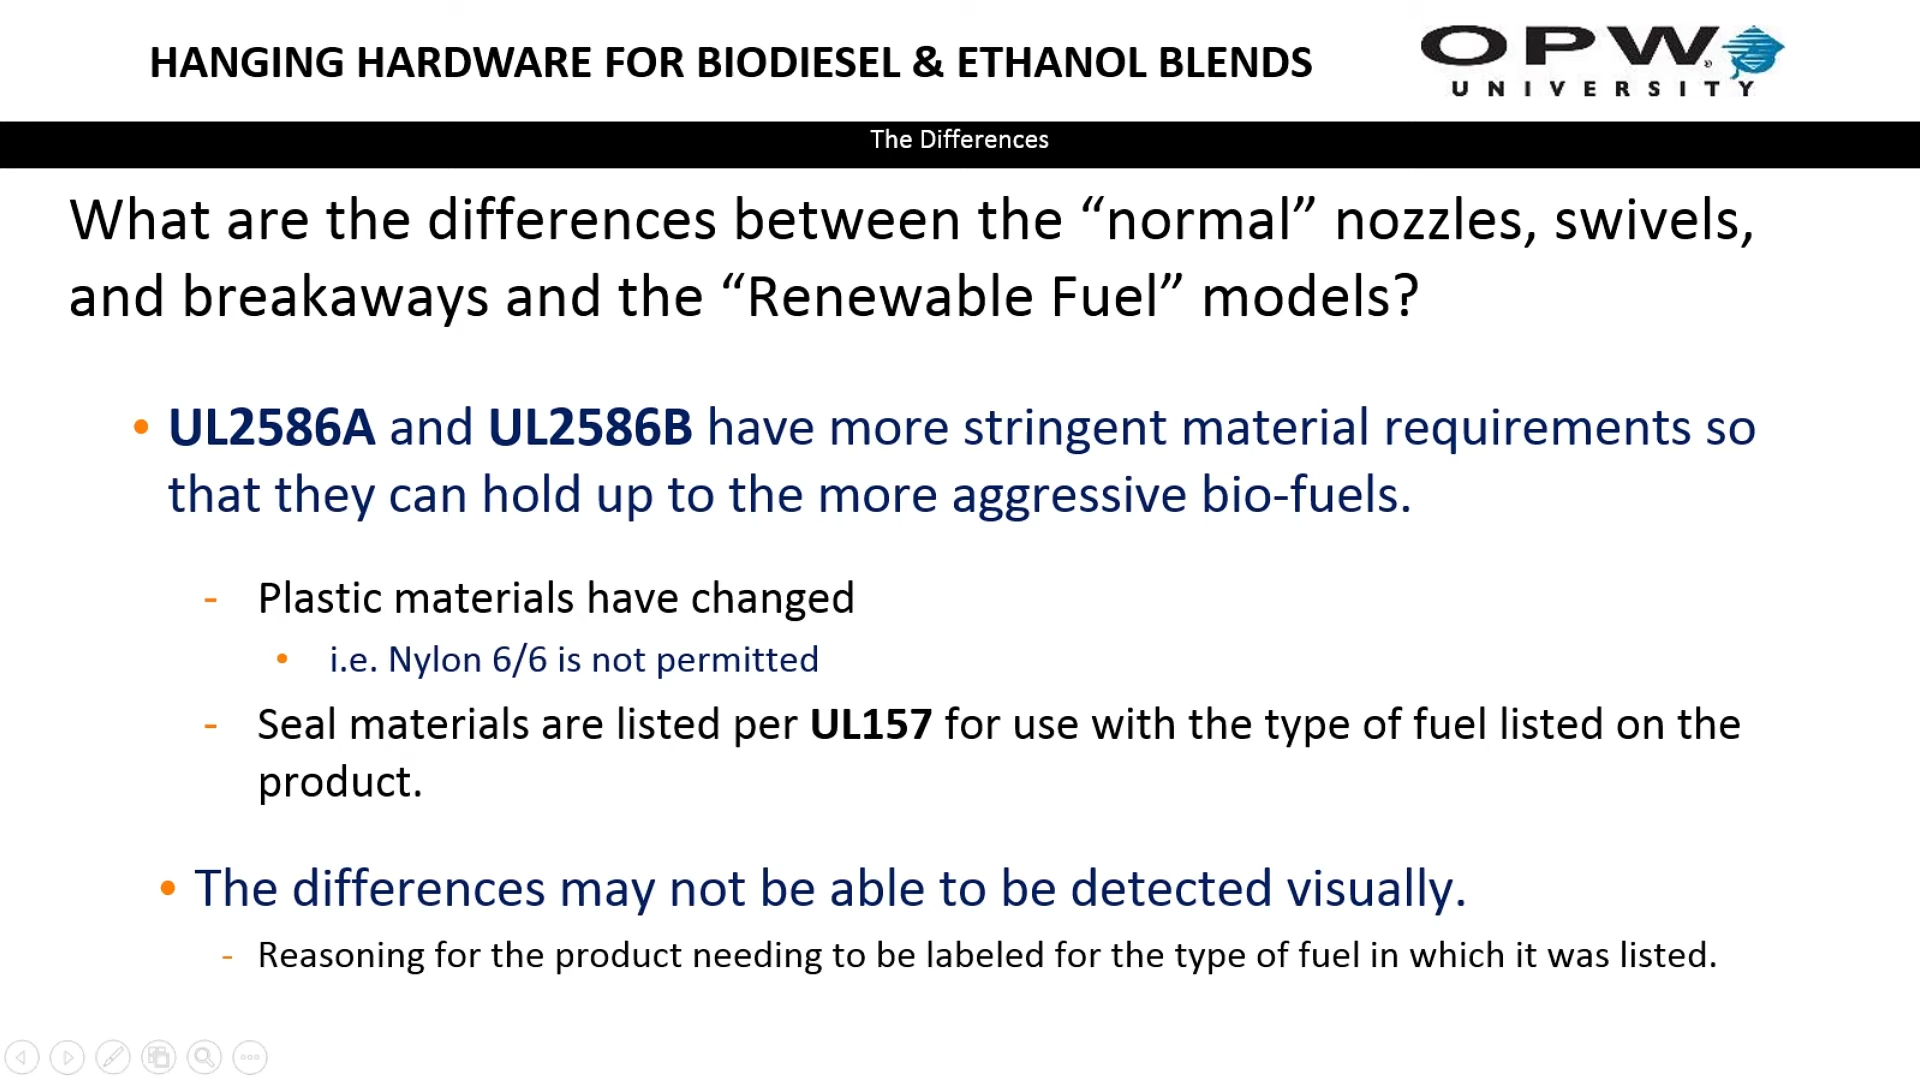 HANGING HARDWARE FOR BIODIESEL & ETHANOL BLENDS
OPW®
UNIVERSITY
The Differences
What are the differences between the “normal” nozzles, swivels,
and breakaways and the “Renewable Fuel” models?
• UL2586A and UL2586B have more stringent material requirements so
that they can hold up to the more aggressive bio-fuels.
- Plastic materials have changed
• i.e. Nylon 6/6 is not permitted
- Seal materials are listed per UL157 for use with the type of fuel listed on the
product.
• The differences may not be able to be detected visually.
- Reasoning for the product needing to be labeled for the type of fuel in which it was listed.